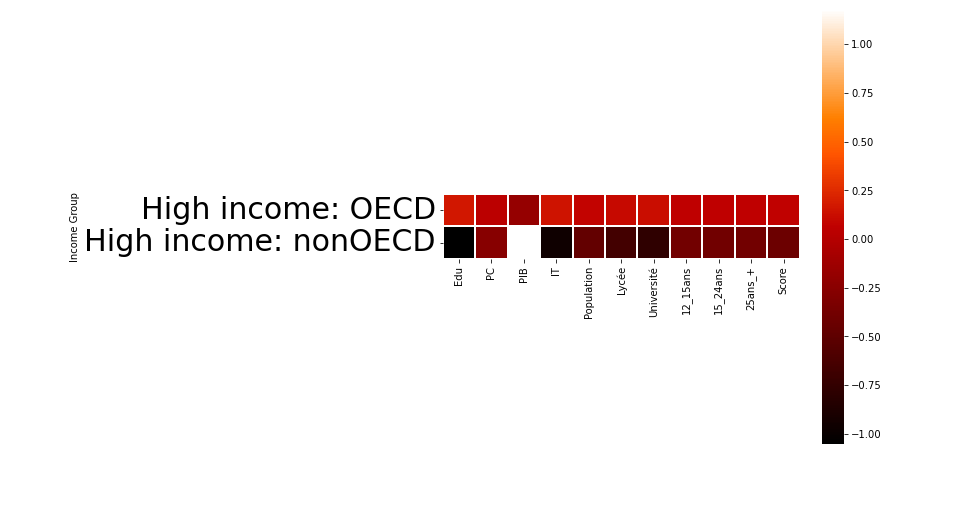 Income Group
High income: OECD
High income: nonOECD
Edu
PC
PIB
IT
Population
Lycée
Université
12_15ans
15_24ans
25ans_+
Score
1.00
0.75
0.50
0.25
0.00
−0.25
−0.50
−0.75
−1.00